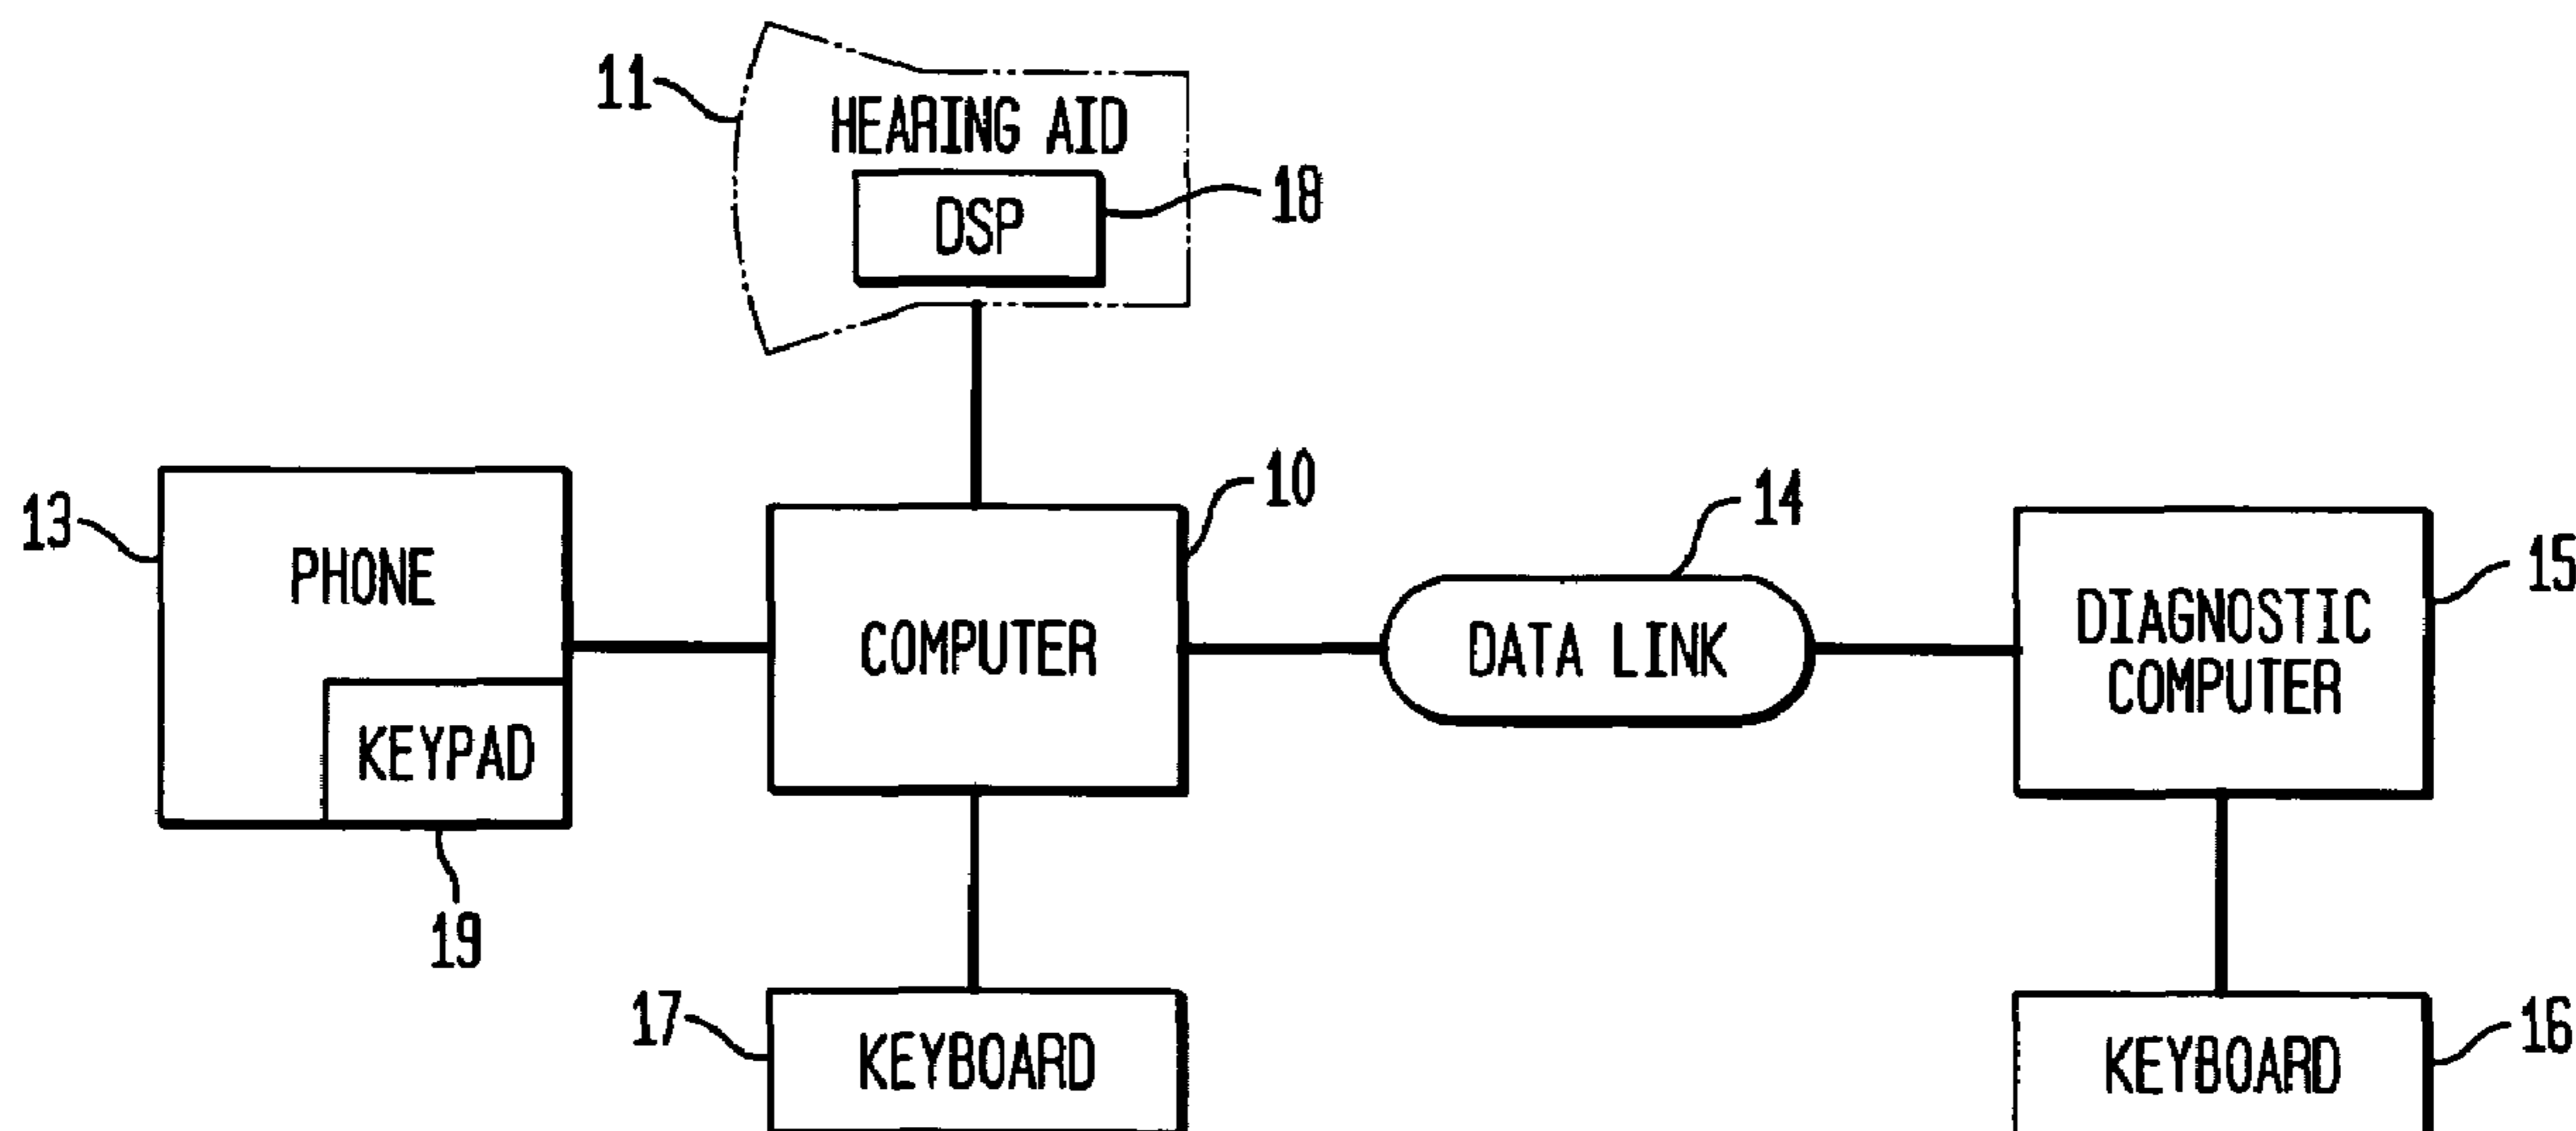 11
HEARING AID
DSP
18
13
PHONE
KEYPAD
19
10
COMPUTER
14
DATA LINK
15
DIAGNOSTIC
COMPUTER
17
KEYBOARD
16
KEYBOARD